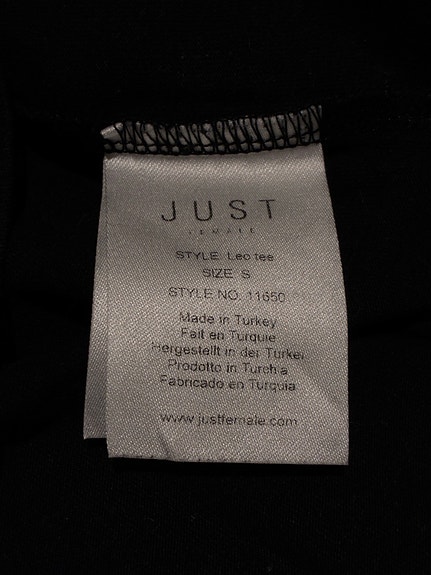 JUST
FEMALE
STYLE: Leo tee
SIZE: S
STYLE NO. 11650
Made in Turkey
Fait en Turquie
Hergestellt in der Türkei
Prodotto in Turchia
Fabricado en Turquia
www.justfemale.com